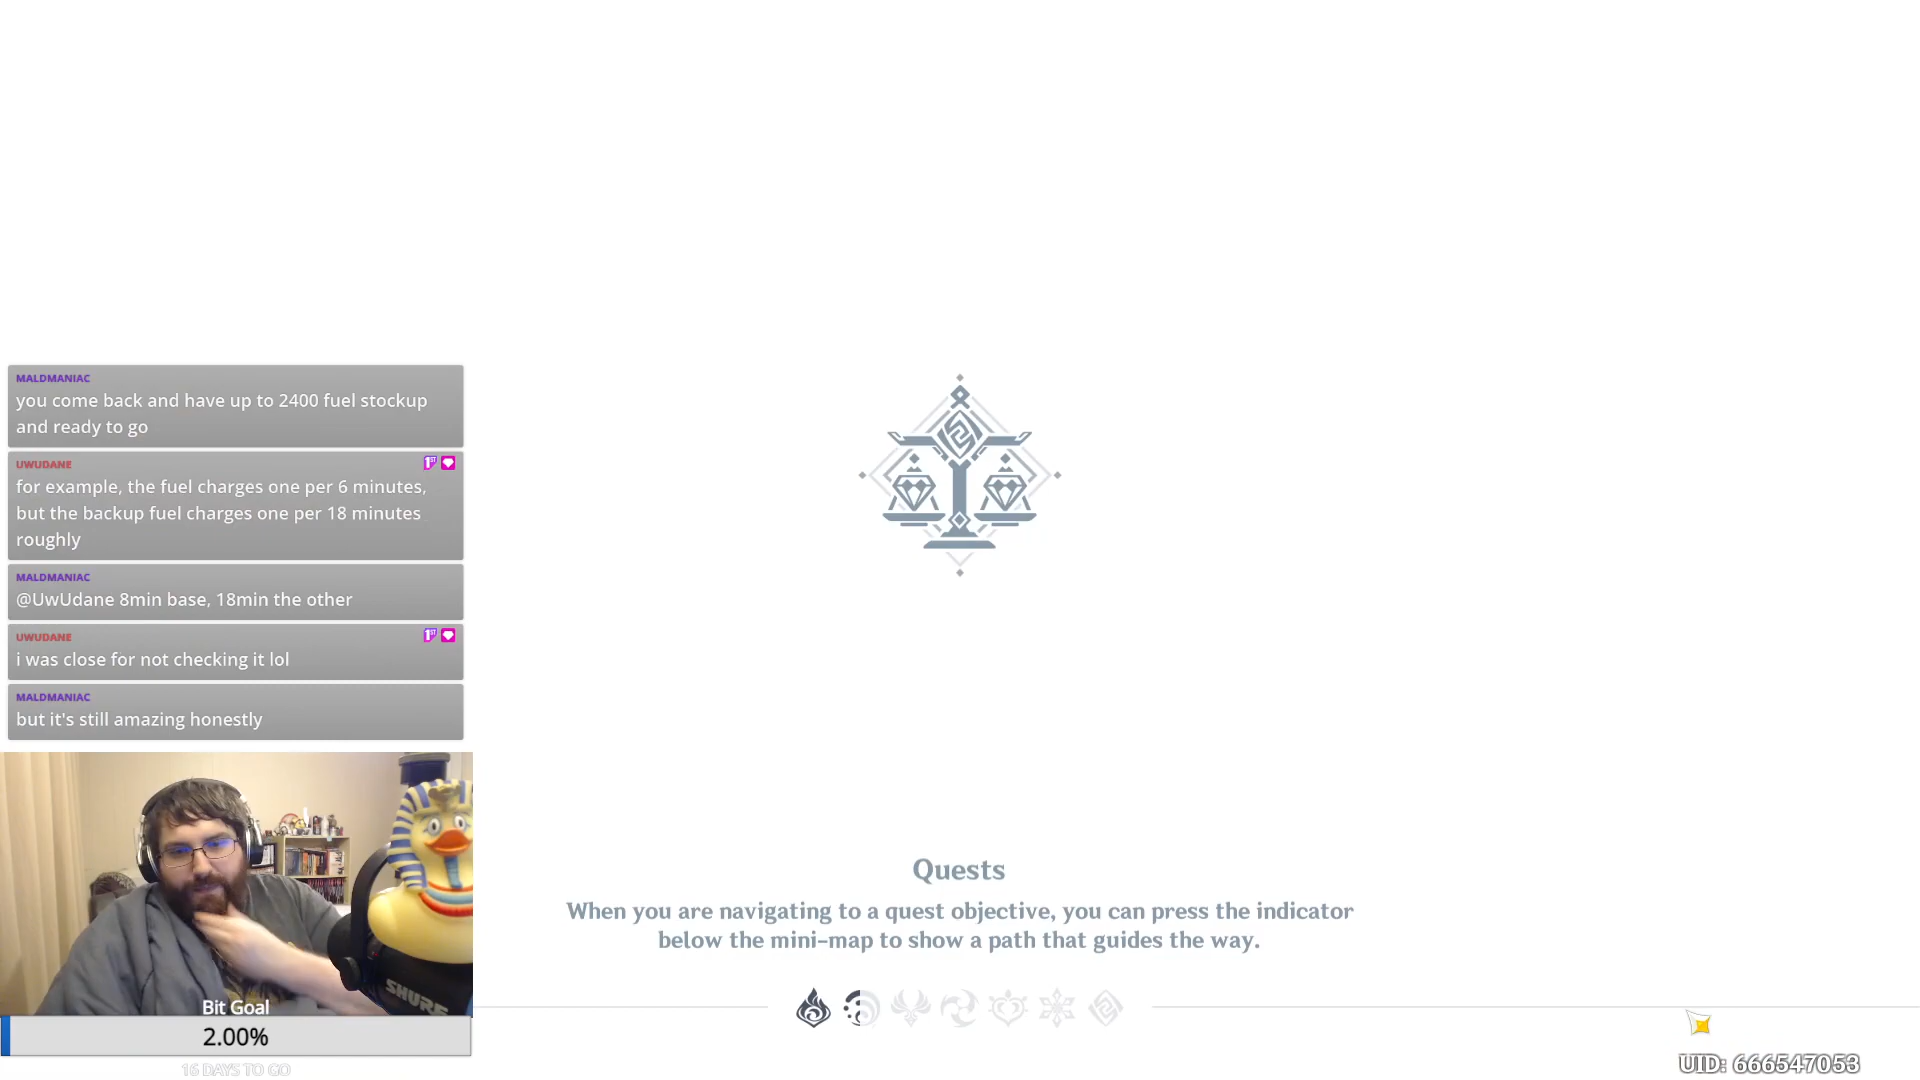 MALDMANIAC
you come back and have up to 2400 fuel stockup
and ready to go
UWUDANE
for example, the fuel charges one per 6 minutes,
but the backup fuel charges one per 18 minutes
roughly
MALDMANIAC
@UwUdane 8min base, 18min the other
UWUDANE
i was close for not checking it lol
MALDMANIAC
but it's still amazing honestly
SHURE
Bit Goal
2.00%
16 DAYS TO GO
Quests
When you are navigating to a quest objective, you can press the indicator
below the mini-map to show a path that guides the way.
UID: 666547053